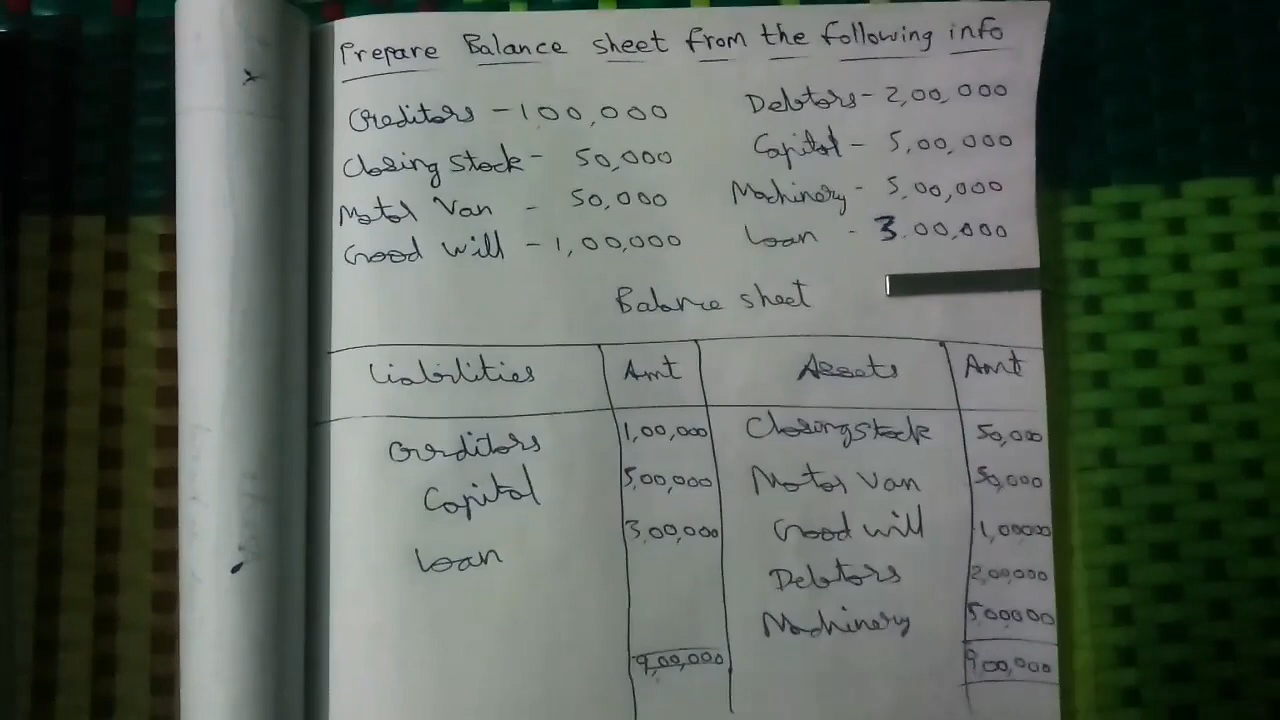 Prepare Balance sheet from the following info
Creditors - 1,00,000 Debtors - 2,00,000
Closing stock - 50,000 Capital - 5,00,000
Motor Van - 50,000 Machinery - 5,00,000
Good will - 1,00,000 Loan - 3,00,000
Balance sheet
Liabilities Amt Assets Amt
Creditors 1,00,000 Closing stock 50,000
Capital 5,00,000 Motor Van 50,000
Loan 3,00,000 Good will 1,00000
Debtors 2,00,000
Machinery 500000
9,00,000 900,000